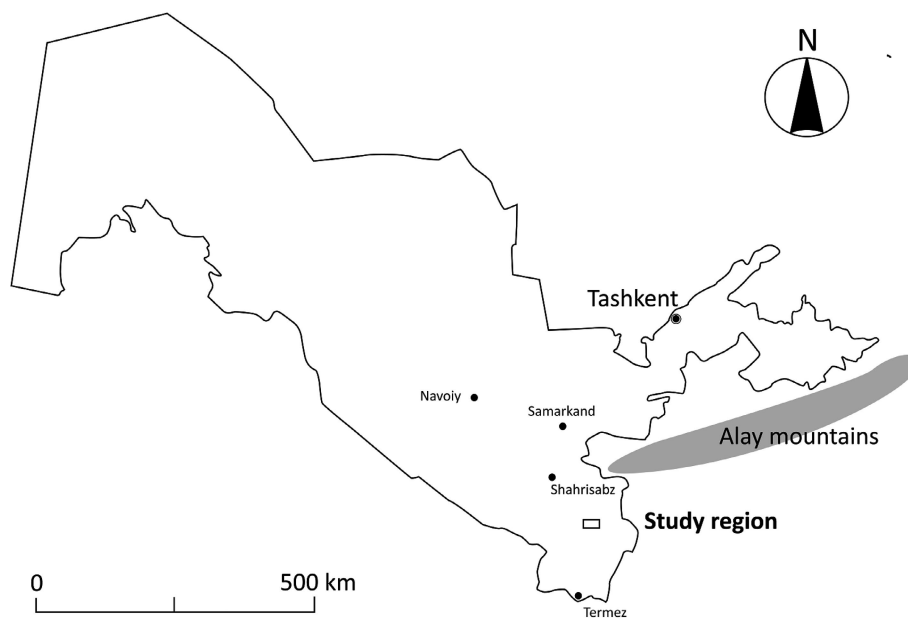 N
Tashkent
Navoiy
Samarkand
Alay mountains
Shahrisabz
Study region
0
500 km
Termez